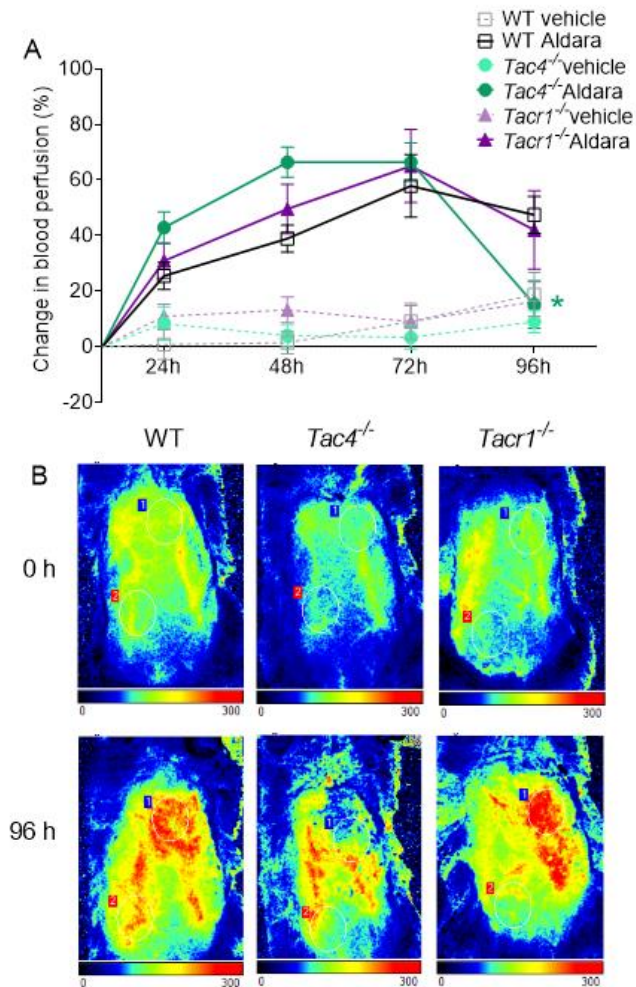 A
WT vehicle
WT Aldara
Tac4-/-vehicle
Tac4-/-Aldara
Tacr1-/-vehicle
Tacr1-/-Aldara
Change in blood perfusion (%)
100
80
60
40
20
0
-20
24h 48h 72h 96h
*
B
WT Tac4-/- Tacr1-/-
0 h
1 1 1
2 2 2
0 300 0 300 0 300
96 h
1 1 1
2 2 2
0 300 0 300 0 300